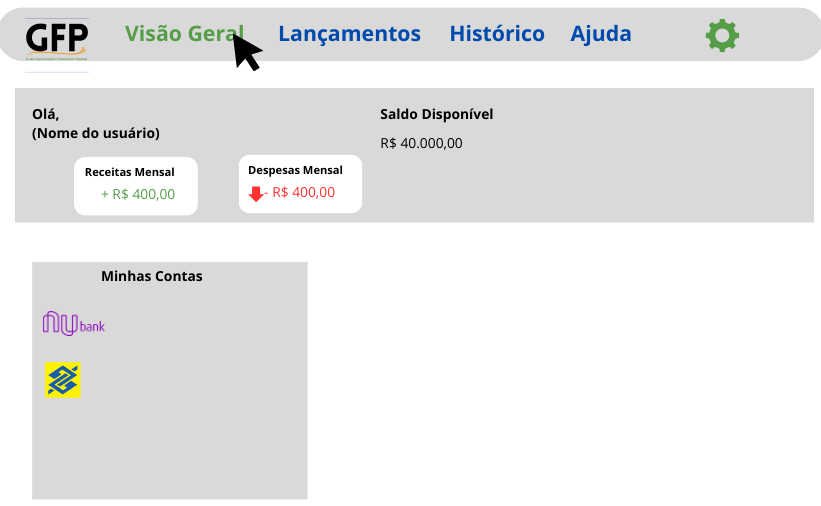 GFP
Visão Geral
Lançamentos
Histórico
Ajuda
Olá,
(Nome do usuário)
Saldo Disponível
R$ 40.000,00
Receitas Mensal
+ R$ 400,00
Despesas Mensal
- R$ 400,00
Minhas Contas
nu bank